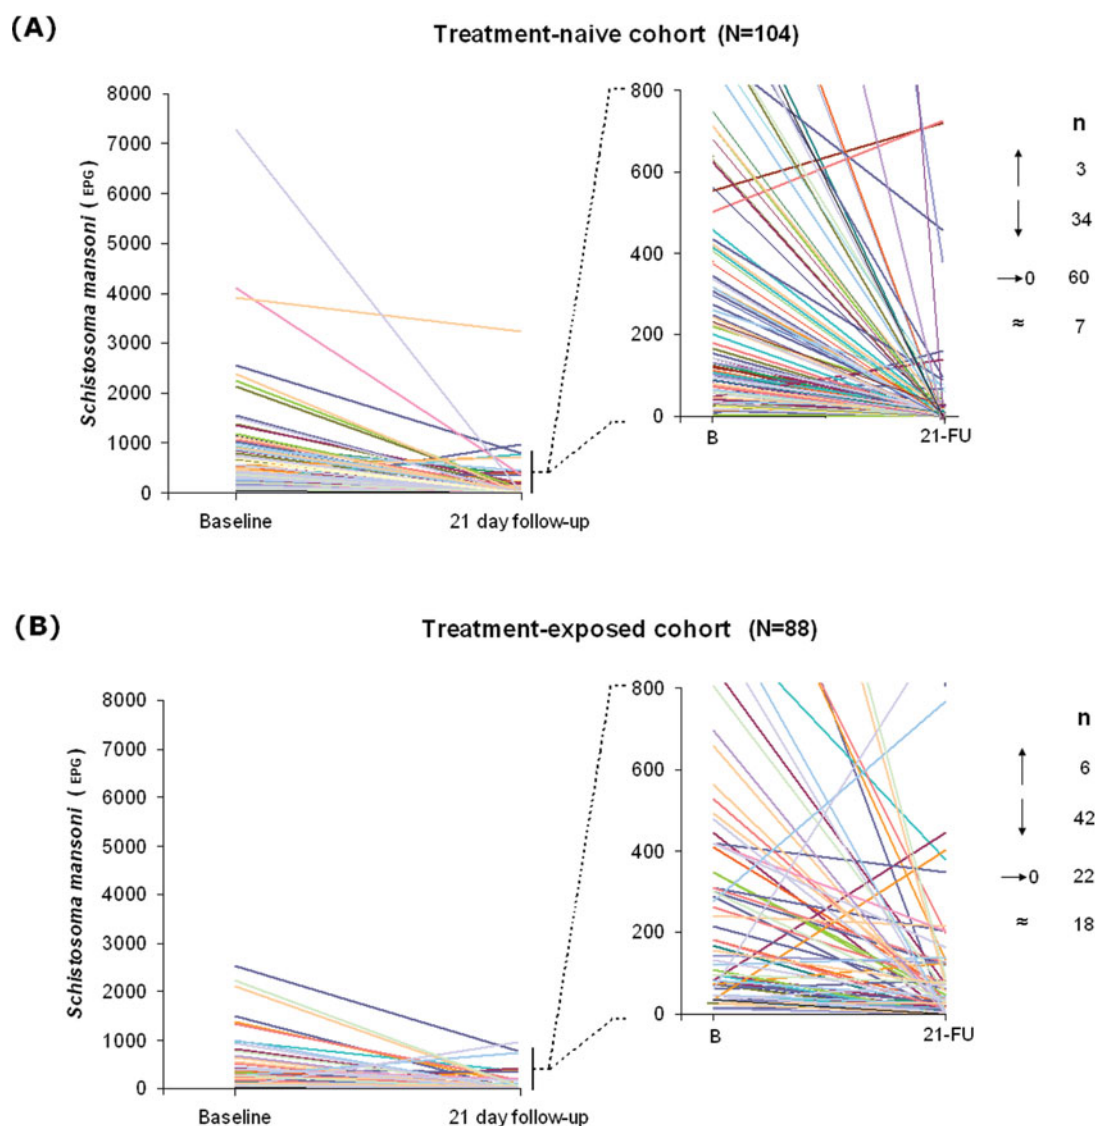 (A)
Treatment-naive cohort (N=104)
8000
7000
6000
5000
4000
3000
2000
1000
0
Schistosoma mansoni (EPG)
Baseline
21 day follow-up
800
600
400
200
0
B
21-FU
n
3
34
→0 60
≈ 7
(B)
Treatment-exposed cohort (N=88)
8000
7000
6000
5000
4000
3000
2000
1000
0
Schistosoma mansoni (EPG)
Baseline
21 day follow-up
800
600
400
200
0
B
21-FU
n
6
42
→0 22
≈ 18